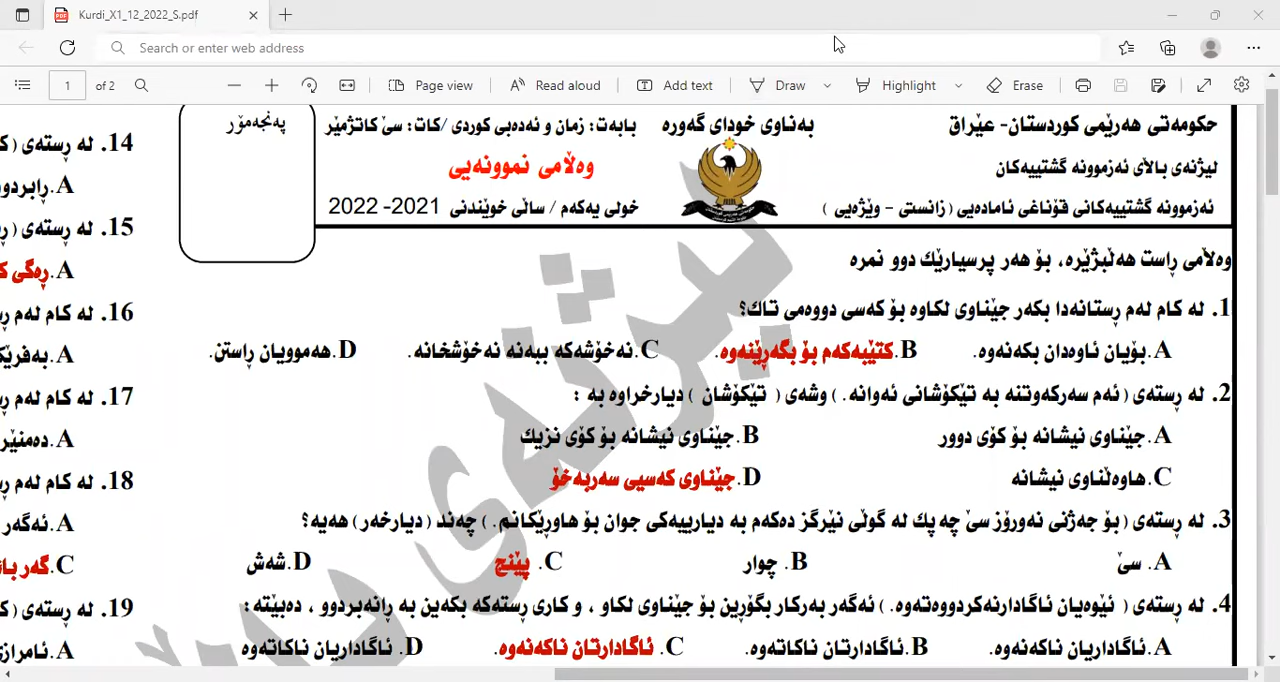 Kurdi_X1_12_2022_S.pdf
Search or enter web address
1 of 2
Page view
Read aloud
Add text
Draw
Highlight
Erase
حکومەتی هەرێمی کوردستان- عێراق
لیژنەی باڵای ئەزموونە گشتییەکان
ئەزموونە گشتییەکانی قۆناغی ئامادەیی ( زانستی - وێژەیی )
بەناوی خودای گەورە
بابەت: زمان و ئەدەبی کوردی /کات: سێ کاتژمێر
وەڵامی نموونەیی
خولی یەکەم / ساڵی خوێندنی 2021- 2022
پەنجەمۆر
وەڵامی راست هەڵبژێرە، بۆ هەر پرسیارێك دوو نمرە
1. لە کام لەم ڕستانەدا بکەر جێناوی لکاوە بۆ کەسی دووەمی تاك؟
A.بۆیان ئاوەدان بکەنەوە. B.کتێبەکەم بۆ بگەڕێنەوە. C.نەخۆشەکە ببەنە نەخۆشخانە. D.هەموویان ڕاستن.
2. لە ڕستەی ( ئەم سەرکەوتنە بە تێکۆشانی ئەوانە. ) وشەی ( تێکۆشان ) دیارخراوە بە :
A.جێناوی نیشانە بۆ کۆی دوور B.جێناوی نیشانە بۆ کۆی نزیك
C.هاوەڵناوی نیشانە D.جێناوی کەسیی سەربەخۆ
3. لە ڕستەی ( بۆ جەژنی نەورۆز سێ چەپك لە گوڵی نێرگز دەکەم بە دیارییەکی جوان بۆ هاوڕێکانم. ) چەند ( دیارخەر ) هەیە؟
A. سێ B. چوار C. پێنج D.شەش
4. لە ڕستەی ( ئێوەیان ئاگادارنەکردووەتەوە. ) ئەگەر بەرکار بگۆڕین بۆ جێناوی لکاو ، و کاری ڕستەکە بکەین بە ڕانەبردوو ، دەبێتە:
A.ئاگاداریان ناکەنەوە. B.ئاگادارتان ناکاتەوە. C. ئاگادارتان ناکەنەوە. D. ئاگاداریان ناکاتەوە
14. لە ڕستەی (
A.ڕابردوو
15. لە ڕستەی (
A.ڕەگی
16. لە کام لەم
A.بەفرێك
17. لە کام لەم
A.دەمنێر
18. لە کام لەم
A.ئەگەر
C.گەر
19. لە ڕستەی (
A.ئامراز